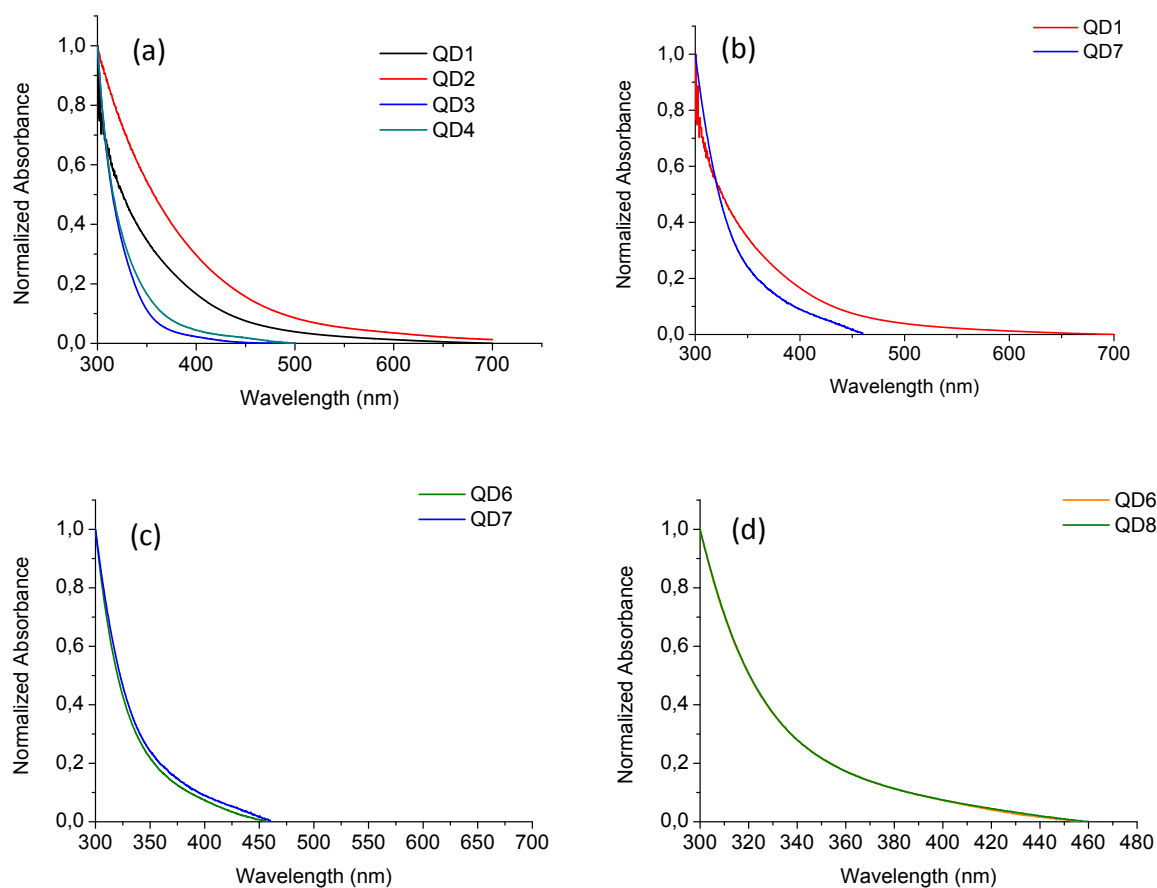 (a)
QD1
QD2
QD3
QD4
1,0
0,8
0,6
0,4
0,2
0,0
300 400 500 600 700
Normalized Absorbance
Wavelength (nm)
(b)
QD1
QD7
1,0
0,8
0,6
0,4
0,2
0,0
300 400 500 600 700
Normalized Absorbance
Wavelength (nm)
(c)
QD6
QD7
1,0
0,8
0,6
0,4
0,2
0,0
300 350 400 450 500 550 600 650 700
Normalized Absorbance
Wavelength (nm)
(d)
QD6
QD8
1,0
0,8
0,6
0,4
0,2
0,0
300 320 340 360 380 400 420 440 460 480
Normalized Absorbance
Wavelength (nm)